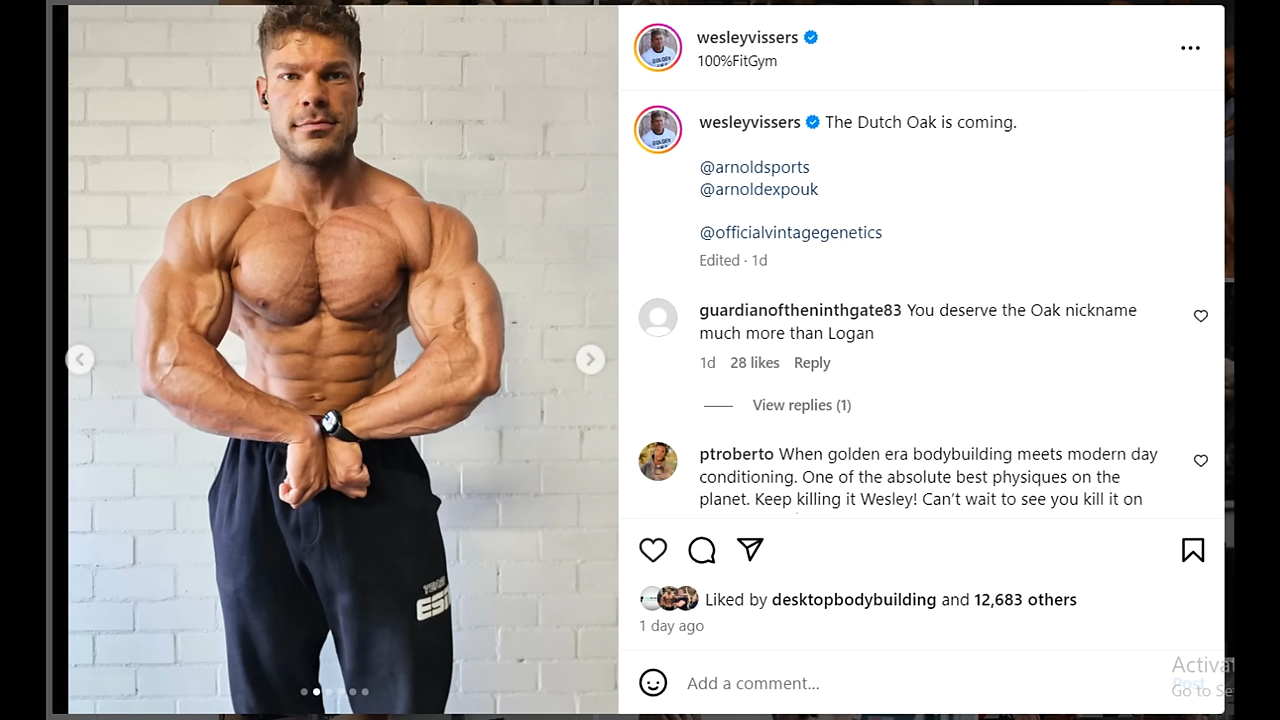 wesleyvissers
100%FitGym
wesleyvissers The Dutch Oak is coming.
@arnoldsports
@arnoldexpouk
@officialvintagegenetics
Edited · 1d
guardianoftheninthgate83 You deserve the Oak nickname
much more than Logan
1d 28 likes Reply
View replies (1)
ptroberto When golden era bodybuilding meets modern day
conditioning. One of the absolute best physiques on the
planet. Keep killing it Wesley! Can't wait to see you kill it on
TEAM
Liked by desktopbodybuilding and 12,683 others
1 day ago
Add a comment...
Post
Go to